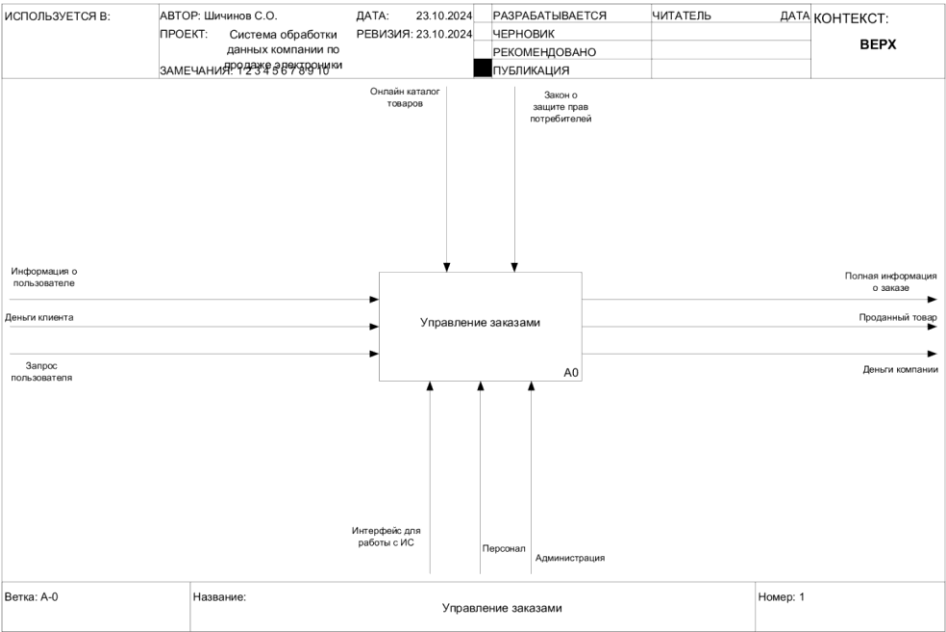 ИСПОЛЬЗУЕТСЯ В:
АВТОР: Шичинов С.О.
ДАТА: 23.10.2024
ПРОЕКТ: Система обработки
данных компании по
продаже электроники
РЕВИЗИЯ: 23.10.2024
ЗАМЕЧАНИЯ: 1 2 3 4 5 6 7 8 9 10
РАЗРАБАТЫВАЕТСЯ
ЧЕРНОВИК
РЕКОМЕНДОВАНО
ПУБЛИКАЦИЯ
ЧИТАТЕЛЬ
ДАТА
КОНТЕКСТ:
ВЕРХ
Онлайн каталог
товаров
Закон о
защите прав
потребителей
Информация о
пользователе
Деньги клиента
Запрос
пользователя
Управление заказами
A0
Полная информация
о заказе
Проданный товар
Деньги компании
Интерфейс для
работы с ИС
Персонал
Администрация
Ветка: A-0
Название:
Управление заказами
Номер: 1